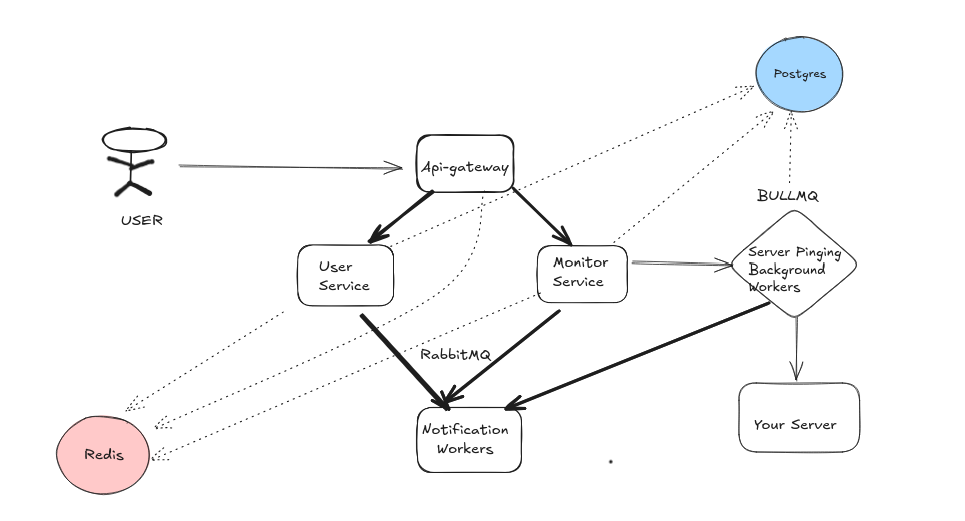 Postgres
Api-gateway
USER
BULLMQ
User
Service
Monitor
Service
Server Pinging
Background
Workers
RabbitMQ
Notification
Workers
Your Server
Redis